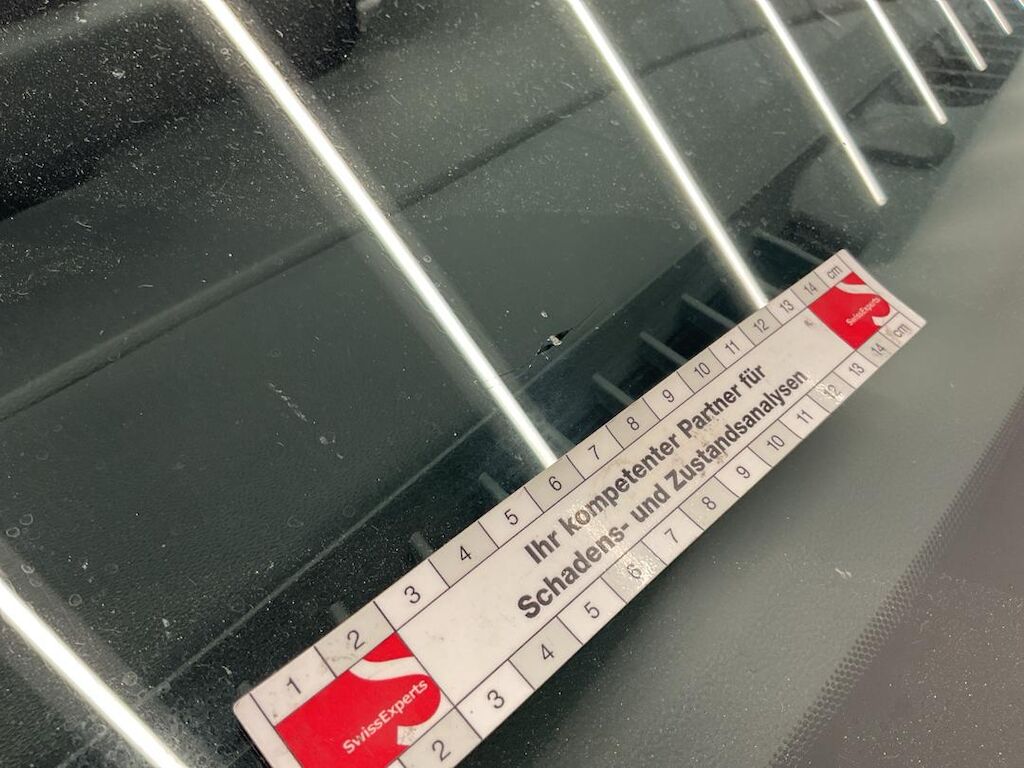 1 2 3 4 5 6 7 8 9 10 11 12 13 14 cm
SwissExperts
Ihr kompetenter Partner für
Schadens- und Zustandsanalysen
SwissExperts
2 3 4 5 6 7 8 9 10 11 12 13 14 cm